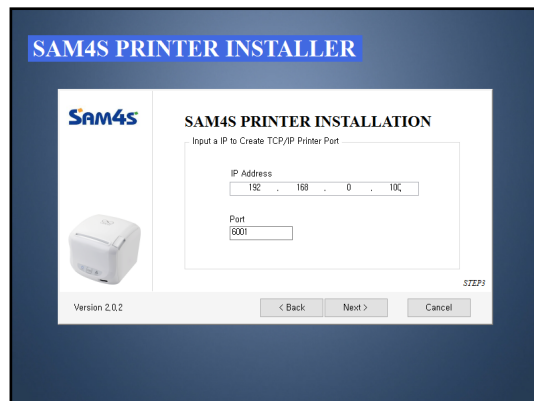 SAM4S PRINTER INSTALLER
SAM4S
SAM4S PRINTER INSTALLATION
Input a IP to Create TCP/IP Printer Port
IP Address
192 . 168 . 0 .
Port
6001
STEP3
Version 2,0,2
< Back Next > Cancel